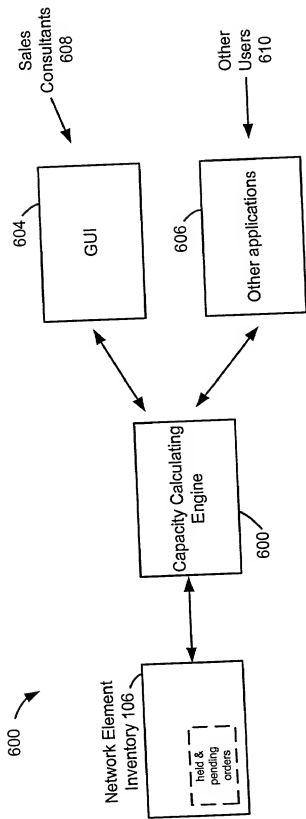 600
Network Element
Inventory 106
held &
pending
orders
Capacity Calculating
Engine
600
604
GUI
606
Other applications
Sales
Consultants
608
Other
Users
610